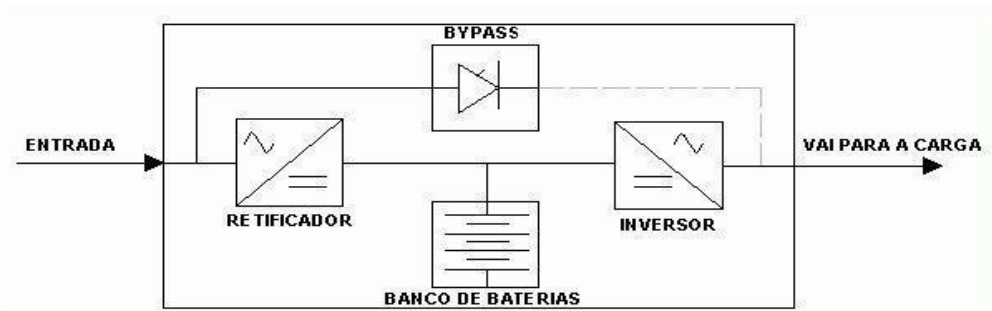 BYPASS
ENTRADA
VAI PARA A CARGA
RETIFICADOR
INVERSOR
BANCO DE BATERIAS